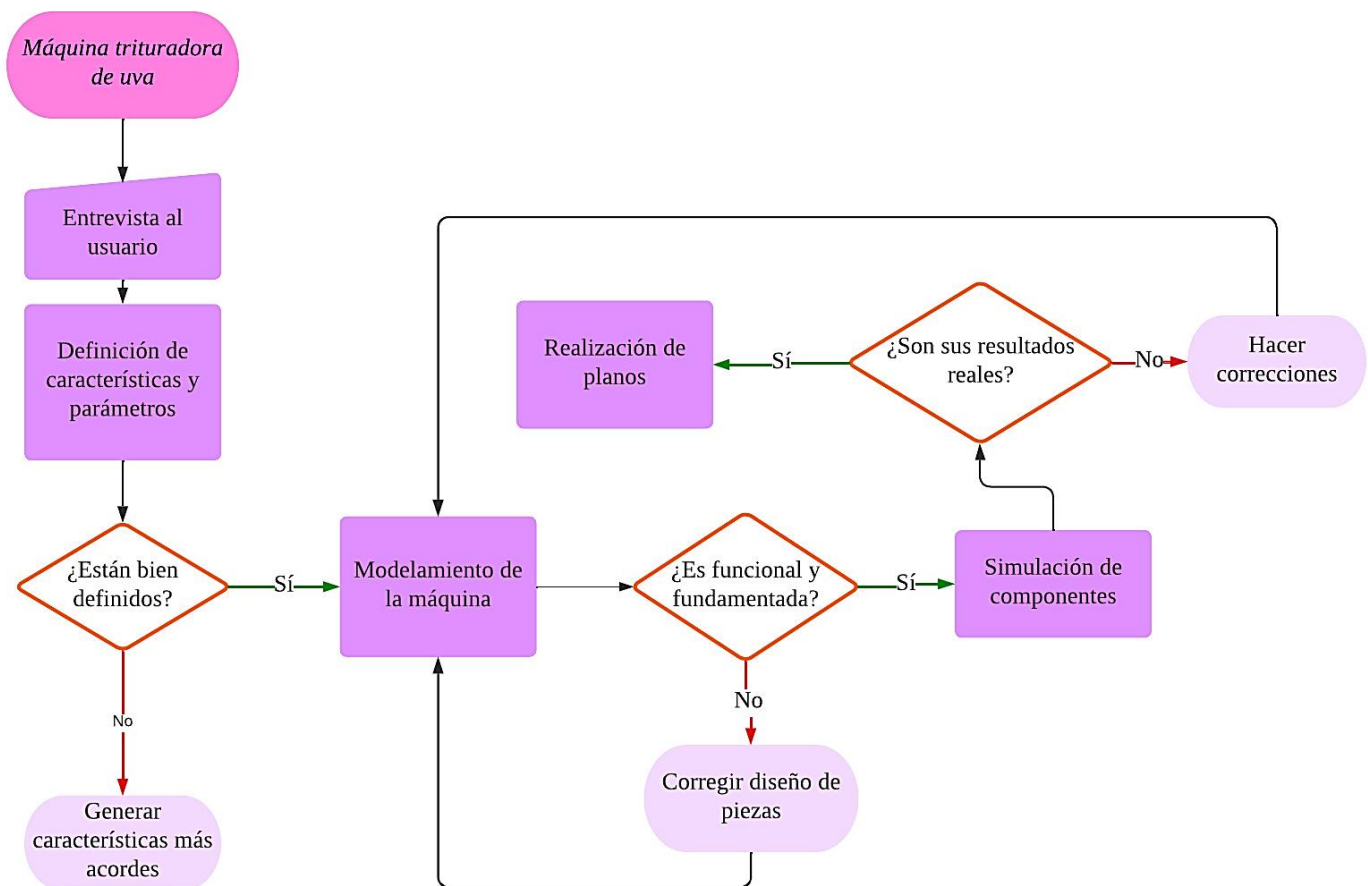 Máquina trituradora
de uva
Entrevista al
usuario
Definición de
características y
parámetros
¿Están bien
definidos?
No
Generar
características más
acordes
Sí
Modelamiento de
la máquina
¿Es funcional y
fundamentada?
No
Corregir diseño de
piezas
Sí
Simulación de
componentes
¿Son sus resultados
reales?
Sí
Realización de
planos
No
Hacer
correcciones